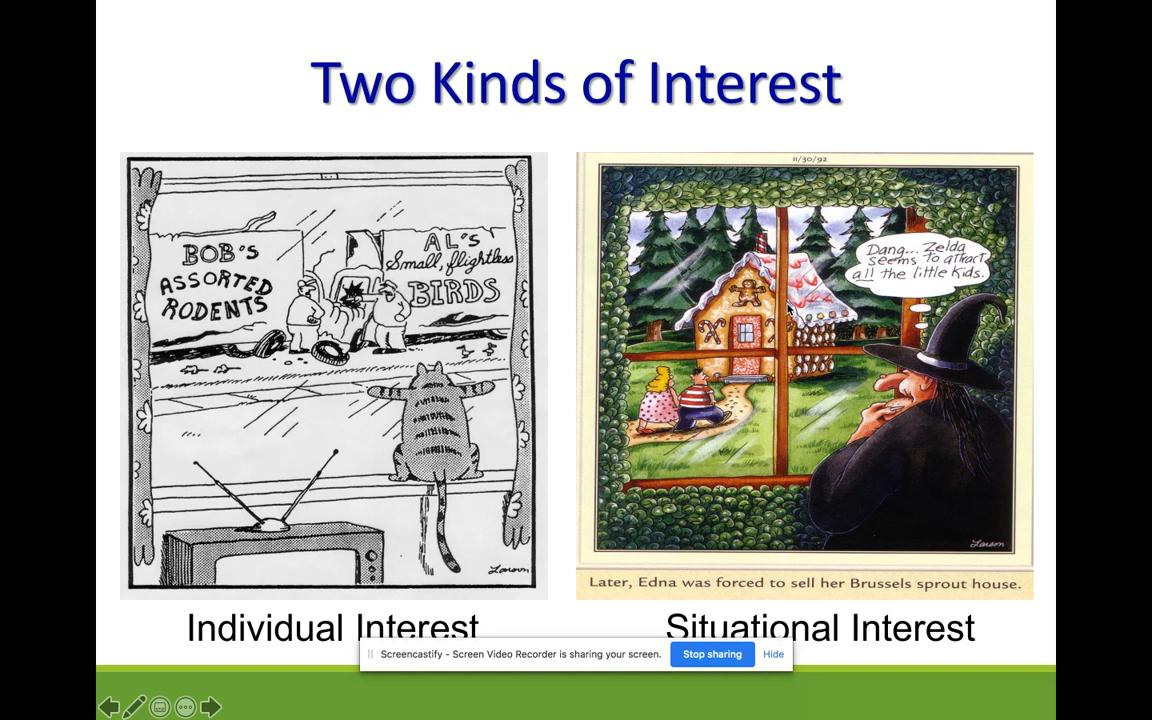 Two Kinds of Interest
BOB'S
ASSORTED
RODENTS
AL'S
Small, flightless
BIRDS
Larson
11/30/92
Dang... Zelda
seems to attract
all the little kids.
Larson
Later, Edna was forced to sell her Brussels sprout house.
Individual Interest
Situational Interest
Screencastify - Screen Video Recorder is sharing your screen.
Stop sharing
Hide